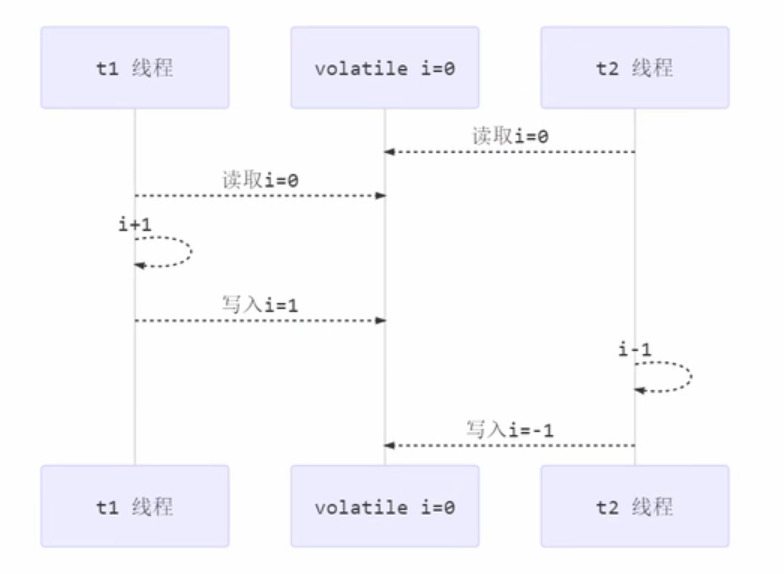 t1 线程
volatile i=0
t2 线程
读取i=0
读取i=0
i+1
写入i=1
i-1
写入i=-1
t1 线程
volatile i=0
t2 线程